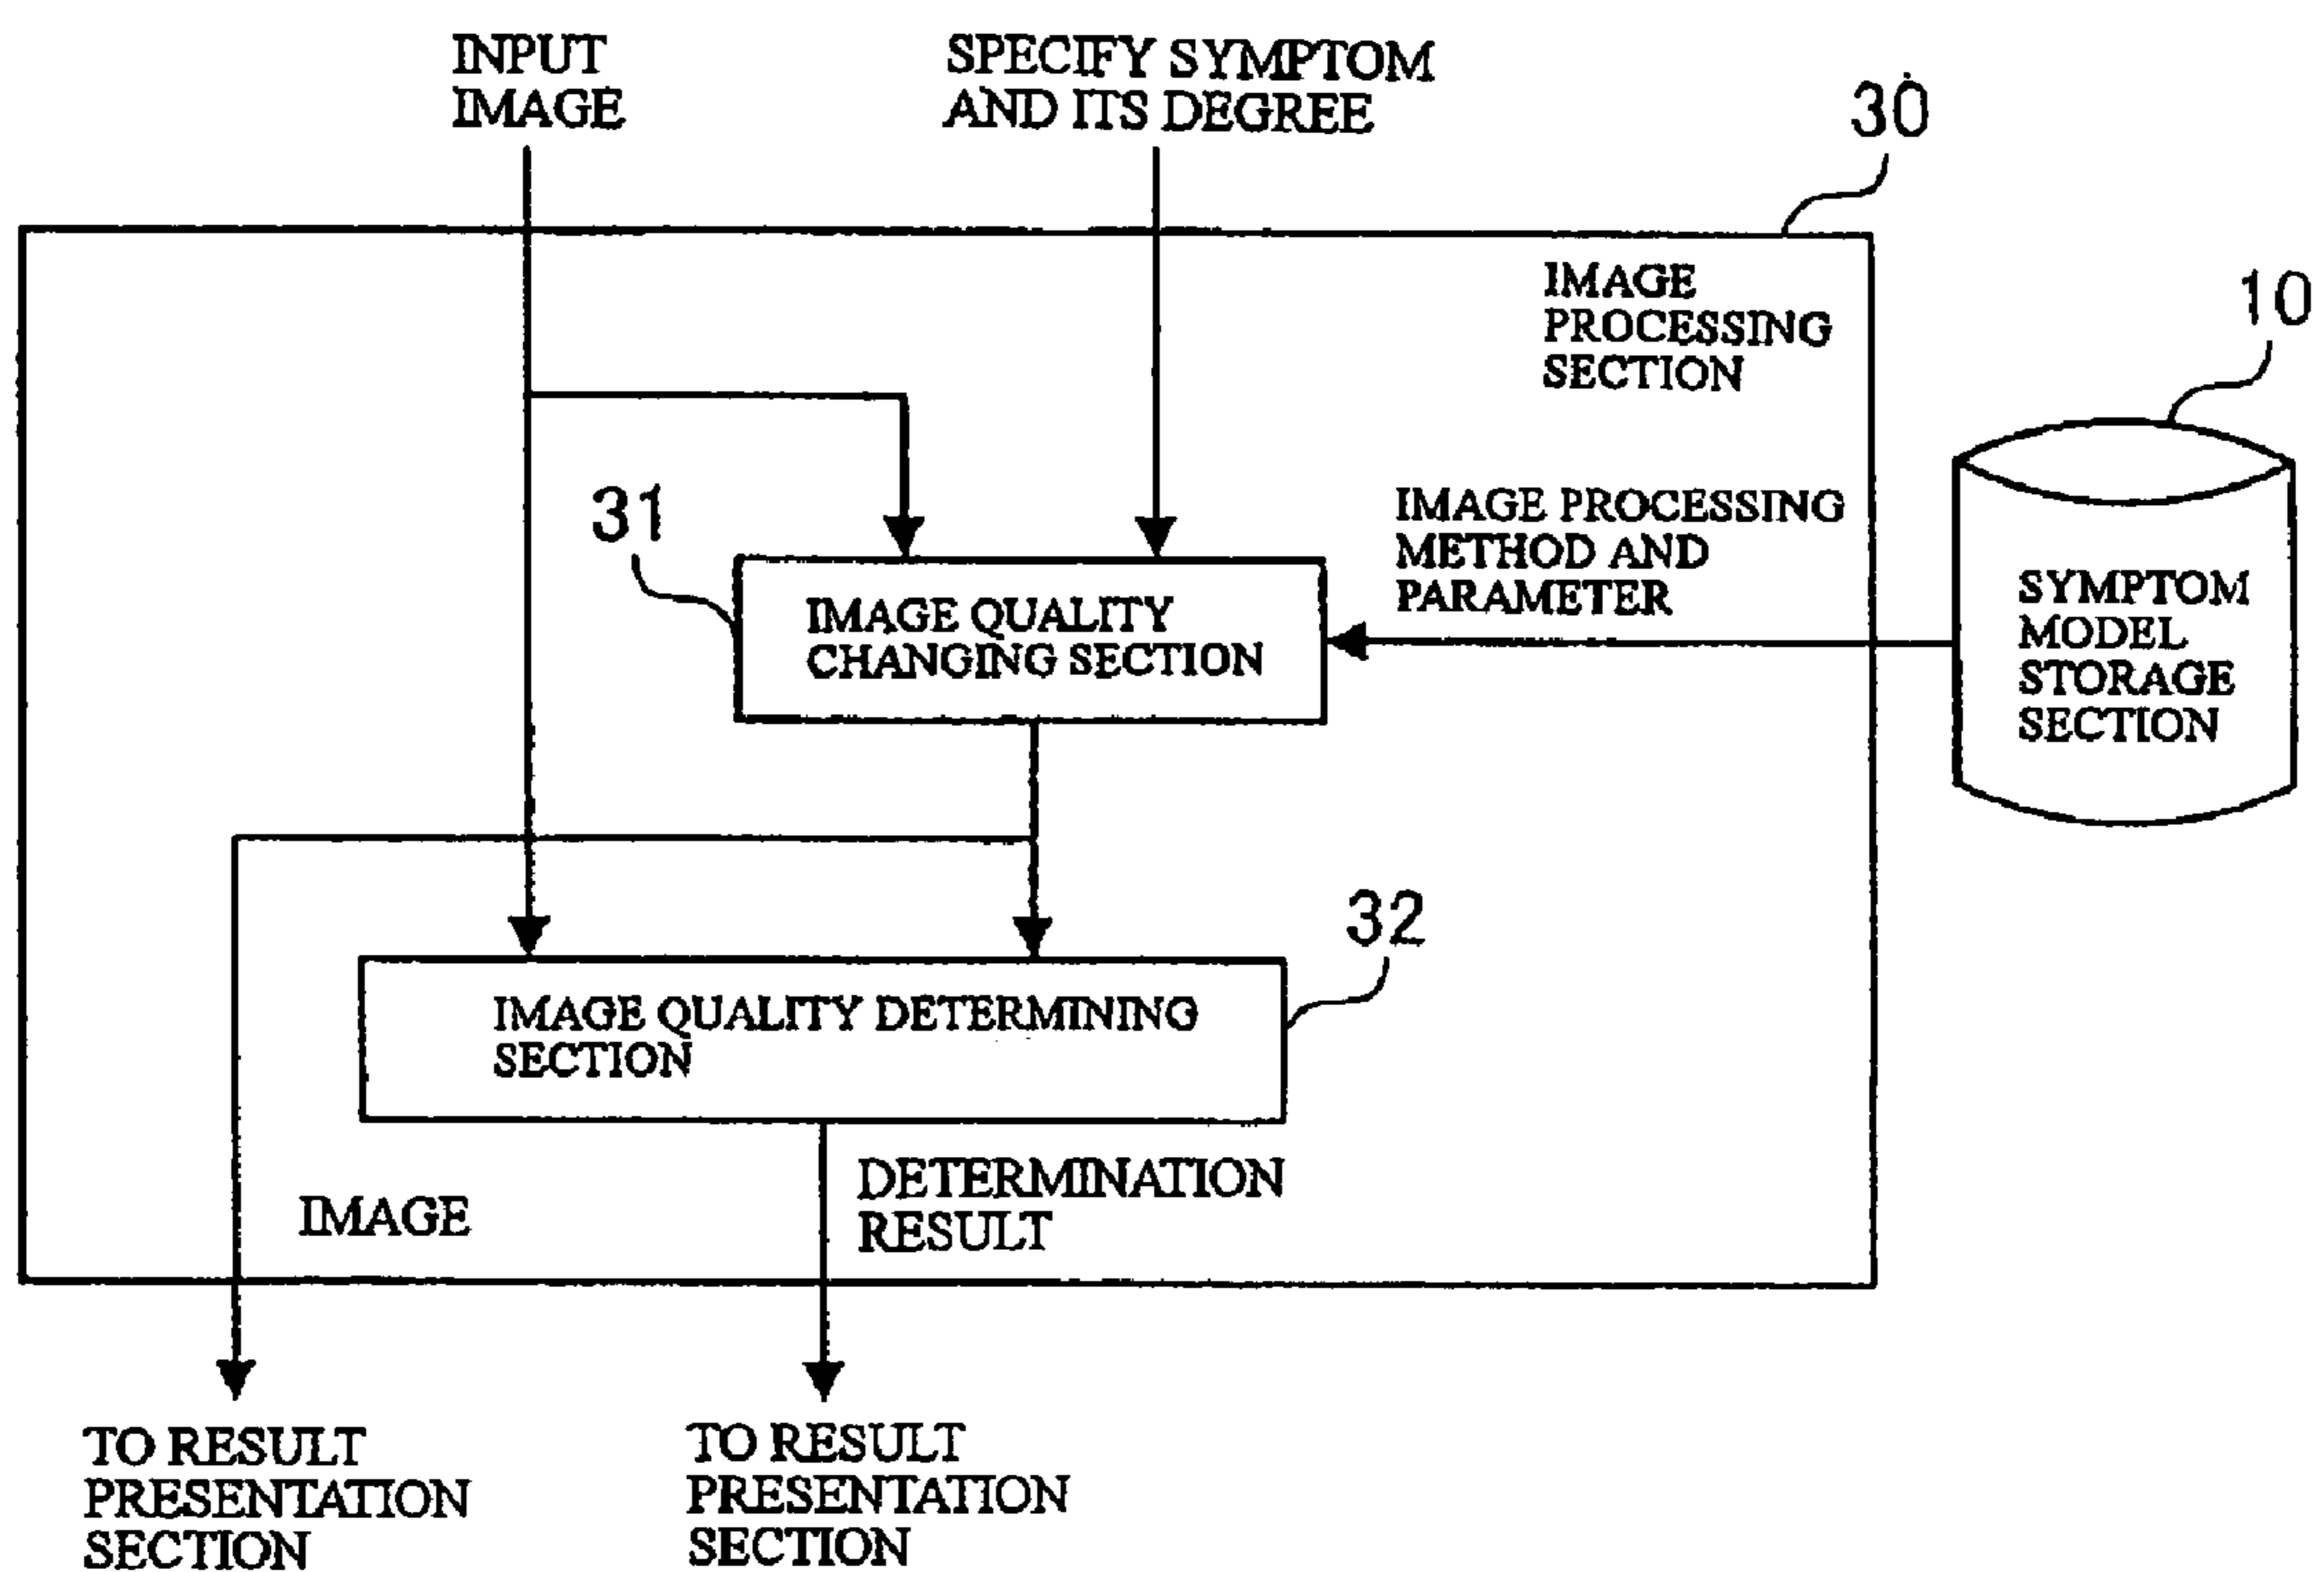 INPUT
IMAGE
SPECIFY SYMPTOM
AND ITS DEGREE
30
IMAGE
PROCESSING
SECTION
10
31
IMAGE PROCESSING
METHOD AND
PARAMETER
SYMPTOM
MODEL
STORAGE
SECTION
IMAGE QUALITY
CHANGING SECTION
32
IMAGE QUALITY DETERMINING
SECTION
IMAGE
DETERMINATION
RESULT
TO RESULT
PRESENTATION
SECTION
TO RESULT
PRESENTATION
SECTION